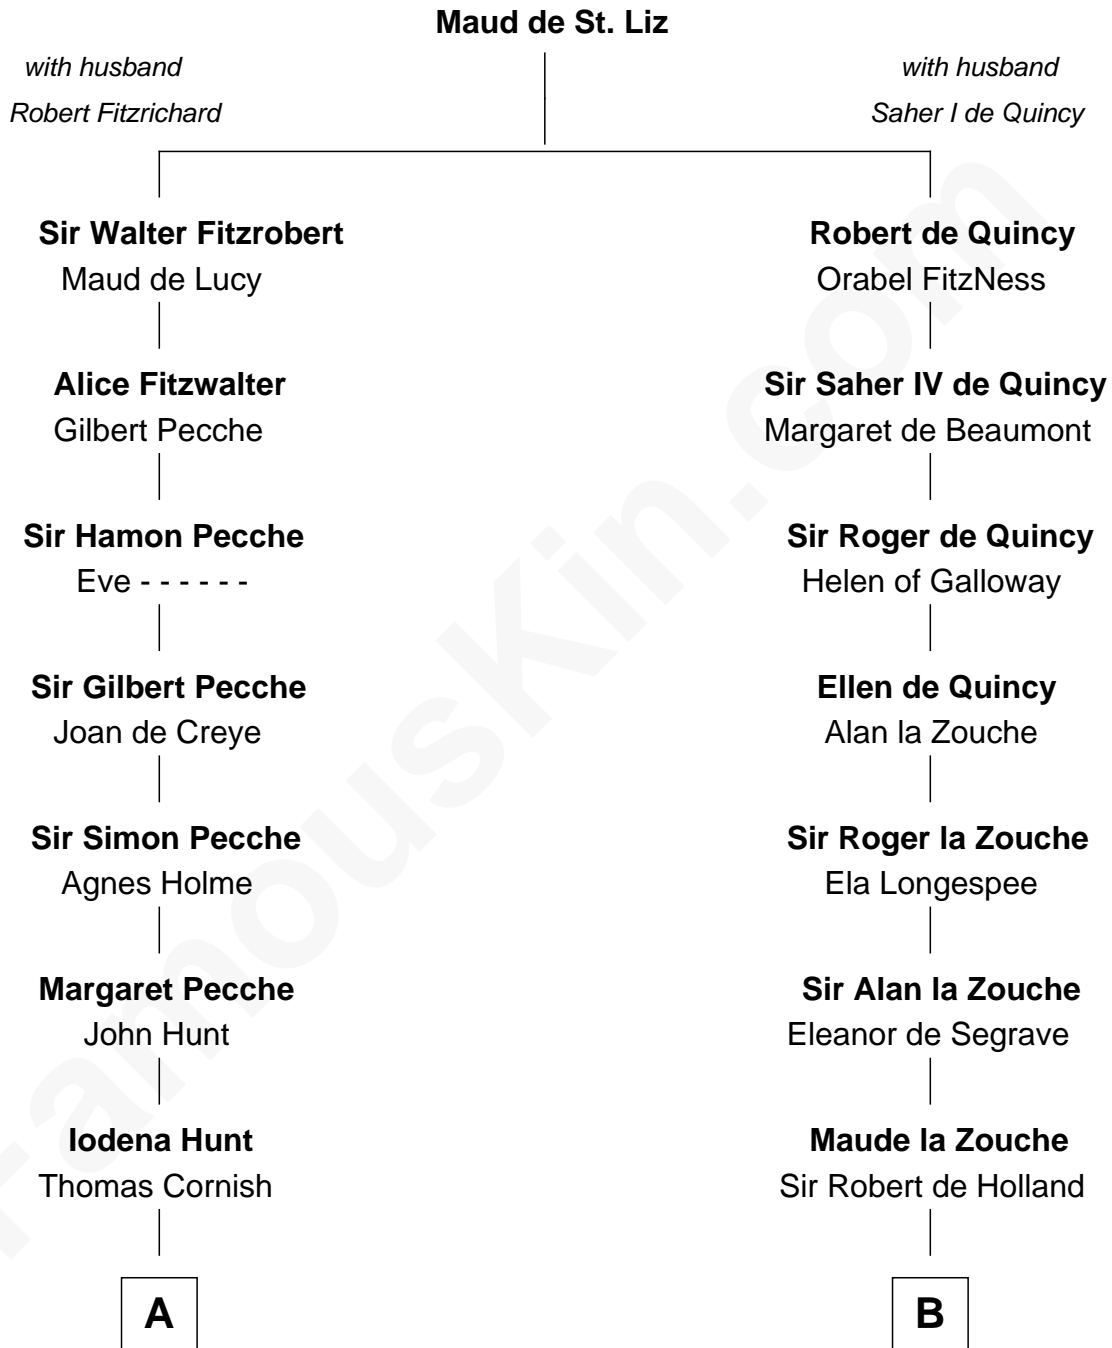 Maud de St. Liz
with husband
Robert Fitzrichard
with husband
Saher I de Quincy
Sir Walter Fitzrobert
Maud de Lucy
Robert de Quincy
Orabel FitzNess
Alice Fitzwalter
Gilbert Pecche
Sir Saher IV de Quincy
Margaret de Beaumont
Sir Hamon Pecche
Eve - - - - - -
Sir Roger de Quincy
Helen of Galloway
Sir Gilbert Pecche
Joan de Creye
Ellen de Quincy
Alan la Zouche
Sir Simon Pecche
Agnes Holme
Sir Roger la Zouche
Ela Longespee
Margaret Pecche
John Hunt
Sir Alan la Zouche
Eleanor de Segrave
Iodena Hunt
Thomas Cornish
Maude la Zouche
Sir Robert de Holland
A
B
FamousKin.com